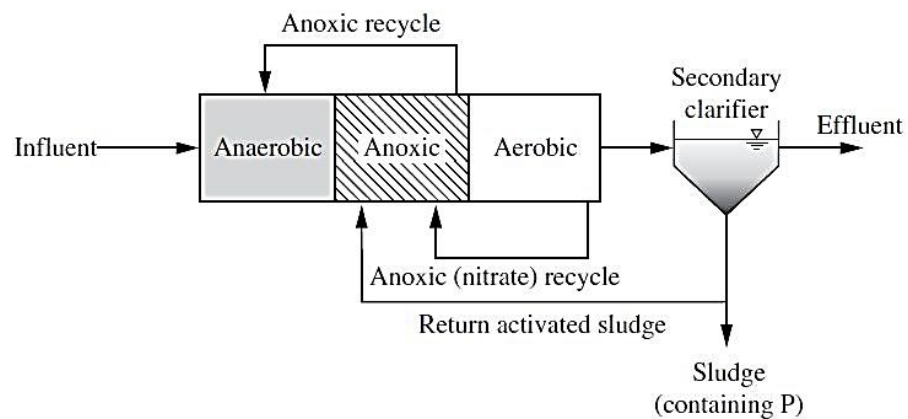 Anoxic recycle
Secondary
clarifier
Influent
Anaerobic
Anoxic
Aerobic
Effluent
Anoxic (nitrate) recycle
Return activated sludge
Sludge
(containing P)